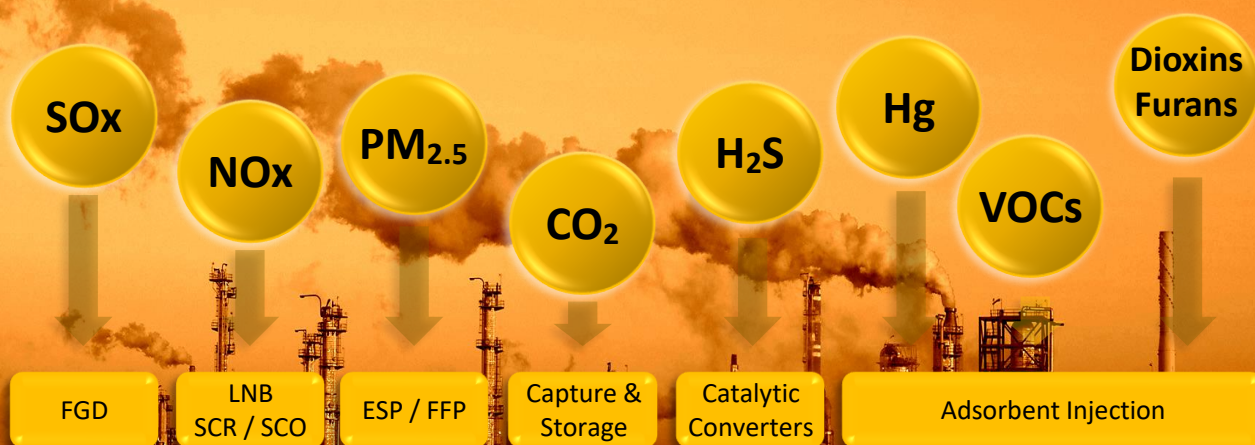 SOx
NOx
PM2.5
CO2
H2S
Hg
VOCs
Dioxins
Furans
FGD
LNB
SCR / SCO
ESP / FFP
Capture &
Storage
Catalytic
Converters
Adsorbent Injection